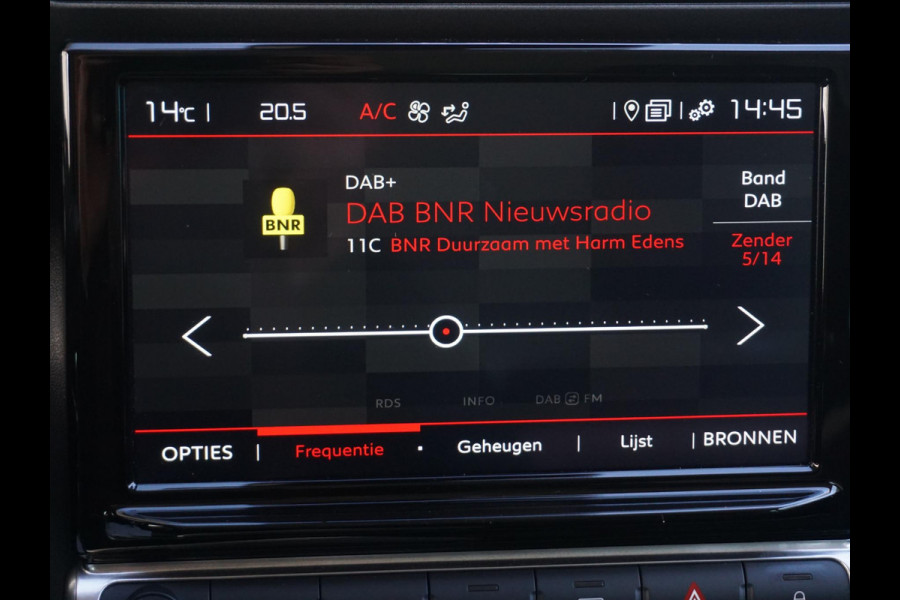 14°C | 20.5 A/C | | 14:45
DAB+
DAB BNR Nieuwsradio
11C BNR Duurzaam met Harm Edens
BNR
Band
DAB
Zender
5/14
RDS INFO DAB FM
OPTIES | Frequentie · Geheugen | Lijst | BRONNEN